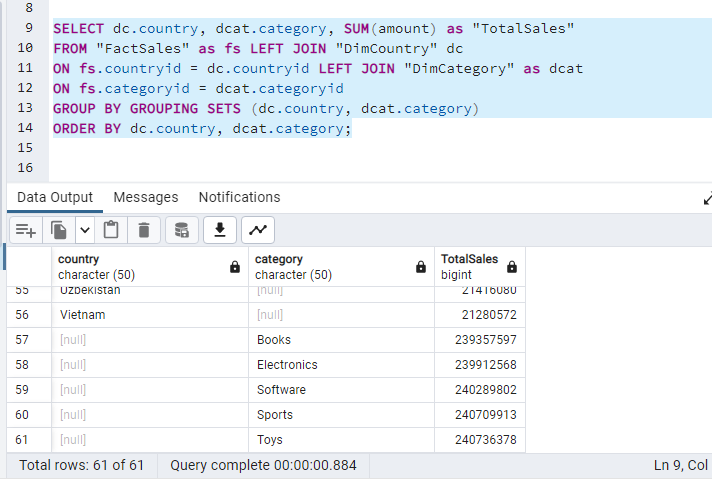 8
9 SELECT dc.country, dcat.category, SUM(amount) as "TotalSales"
10 FROM "FactSales" as fs LEFT JOIN "DimCountry" dc
11 ON fs.countryid = dc.countryid LEFT JOIN "DimCategory" as dcat
12 ON fs.categoryid = dcat.categoryid
13 GROUP BY GROUPING SETS (dc.country, dcat.category)
14 ORDER BY dc.country, dcat.category;
15
16
Data Output Messages Notifications
country category TotalSales
character (50) character (50) bigint
55 Uzbekistan [null] 21416080
56 Vietnam [null] 21280572
57 [null] Books 239357597
58 [null] Electronics 239912568
59 [null] Software 240289802
60 [null] Sports 240709913
61 [null] Toys 240736378
Total rows: 61 of 61 Query complete 00:00:00.884 Ln 9, Col